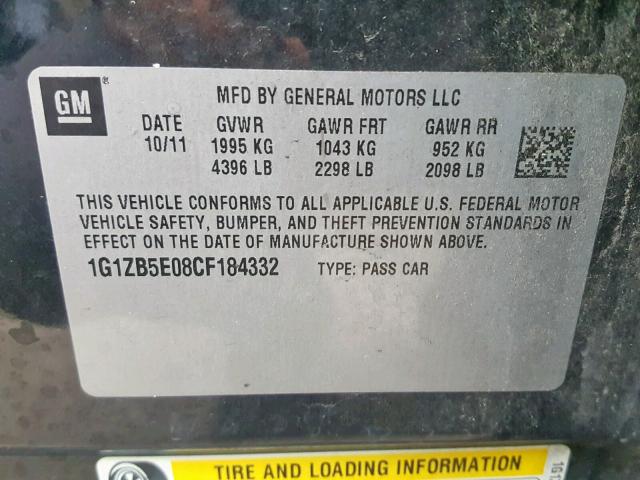 GM ®
MFD BY GENERAL MOTORS LLC
DATE GVWR GAWR FRT GAWR RR
10/11 1995 KG 1043 KG 952 KG
4396 LB 2298 LB 2098 LB
THIS VEHICLE CONFORMS TO ALL APPLICABLE U.S. FEDERAL MOTOR
VEHICLE SAFETY, BUMPER, AND THEFT PREVENTION STANDARDS IN
EFFECT ON THE DATE OF MANUFACTURE SHOWN ABOVE.
1G1ZB5E08CF184332 TYPE: PASS CAR
TIRE AND LOADING INFORMATION